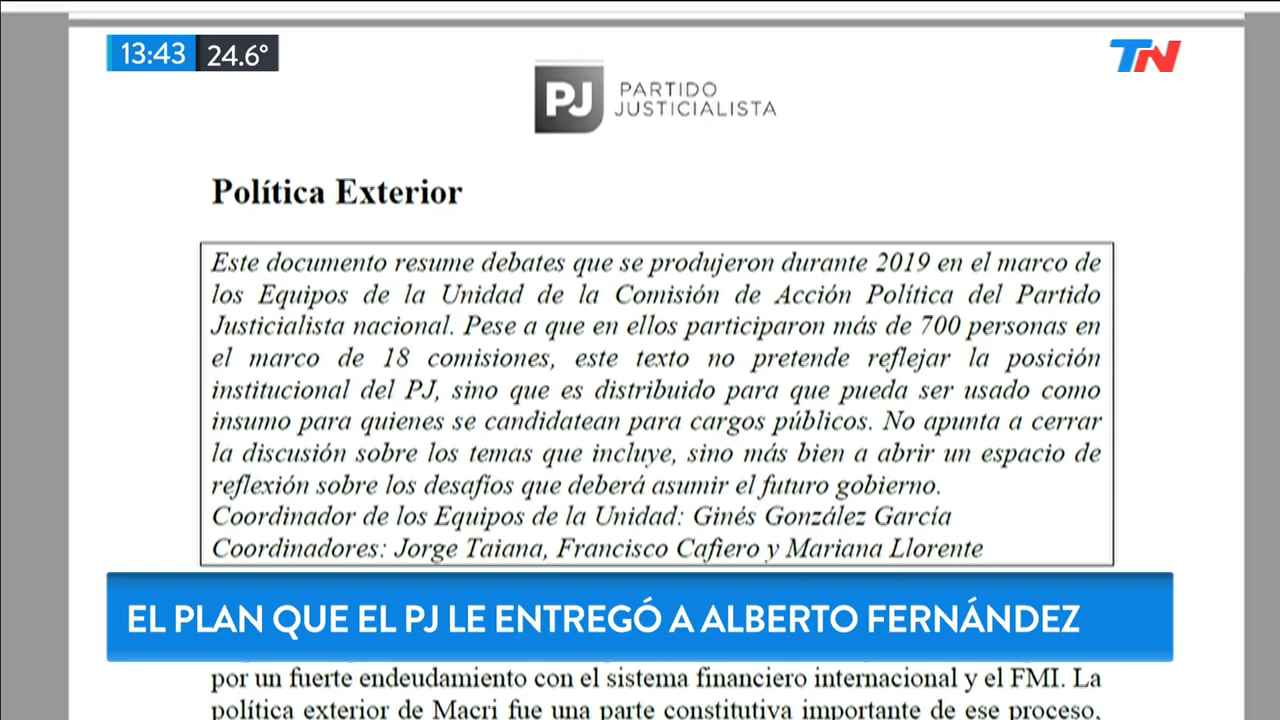 13:43 24.6°
TN
PJ PARTIDO
JUSTICIALISTA
Política Exterior
Este documento resume debates que se produjeron durante 2019 en el marco de
los Equipos de la Unidad de la Comisión de Acción Política del Partido
Justicialista nacional. Pese a que en ellos participaron más de 700 personas en
el marco de 18 comisiones, este texto no pretende reflejar la posición
institucional del PJ, sino que es distribuido para que pueda ser usado como
insumo para quienes se candidatean para cargos públicos. No apunta a cerrar
la discusión sobre los temas que incluye, sino más bien a abrir un espacio de
reflexión sobre los desafíos que deberá asumir el futuro gobierno.
Coordinador de los Equipos de la Unidad: Ginés González García
Coordinadores: Jorge Taiana, Francisco Cafiero y Mariana Llorente
EL PLAN QUE EL PJ LE ENTREGÓ A ALBERTO FERNÁNDEZ
por un fuerte endeudamiento con el sistema financiero internacional y el FMI. La
política exterior de Macri fue una parte constitutiva importante de ese proceso,